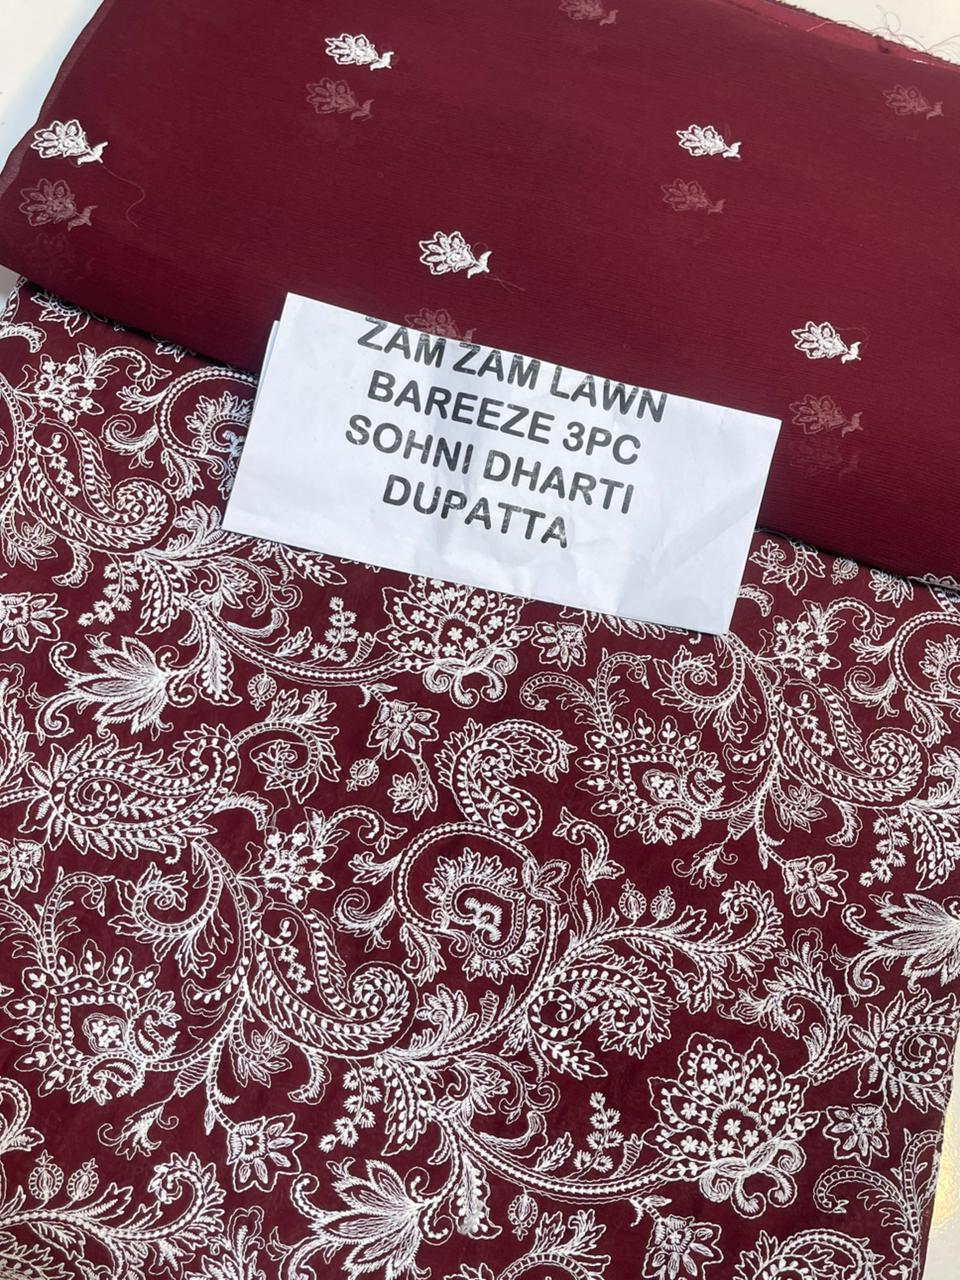 ZAM ZAM LAWN
BAREEZE 3PC
SOHNI DHARTI
DUPATTA